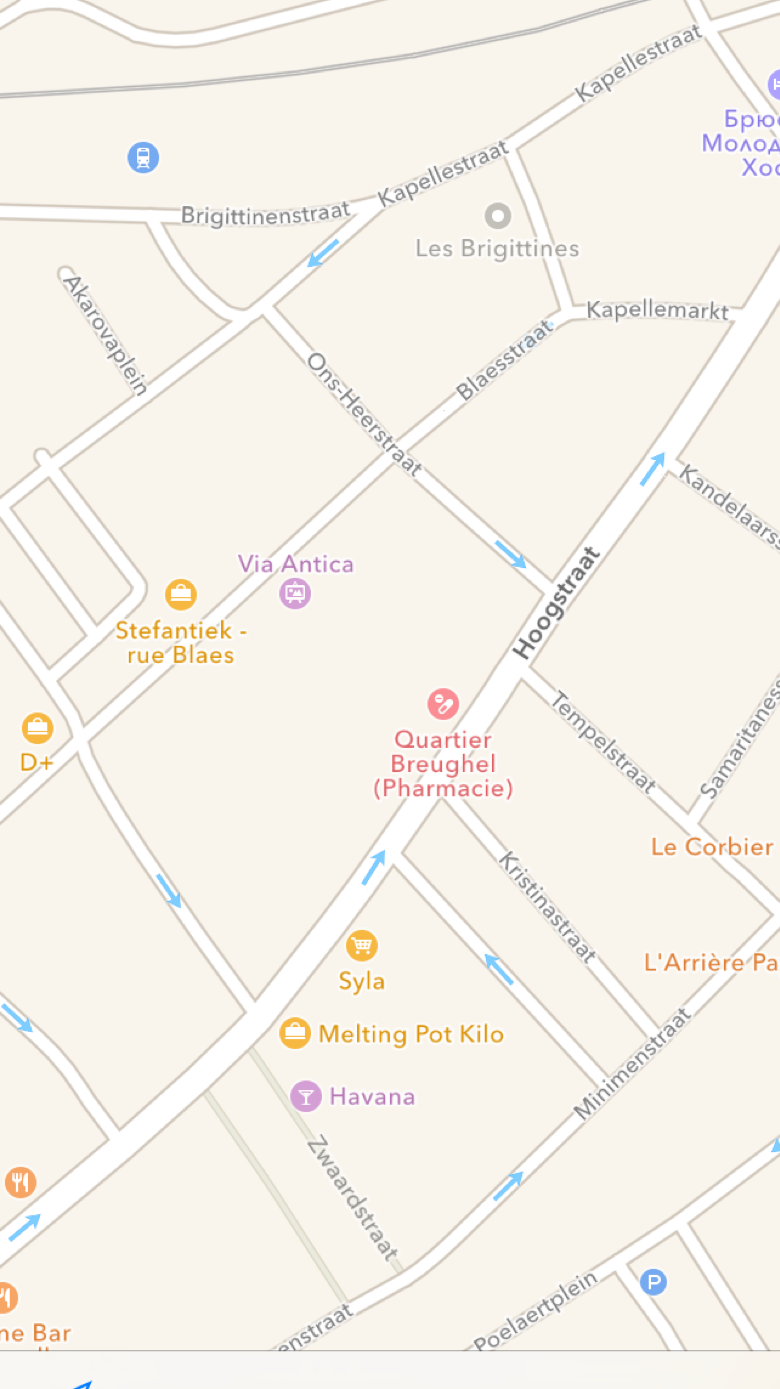 Kapellestraat
Брюс
Молод
Хос
Kapellestraat
Brigittinenstraat
Les Brigittines
Akarovaplein
Kapellemarkt
Blaesstraat
Ons-Heerstraat
Kandelaarss
Via Antica
Hoogstraat
Stefantiek -
rue Blaes
Samaritaness
Tempelstraat
D+
Quartier
Breughel
(Pharmacie)
Le Corbier
Kristinastraat
L'Arrière Pa
Syla
Melting Pot Kilo
Minimenstraat
Havana
Zwaardstraat
P
Poelaertplein
enstraat
ne Bar